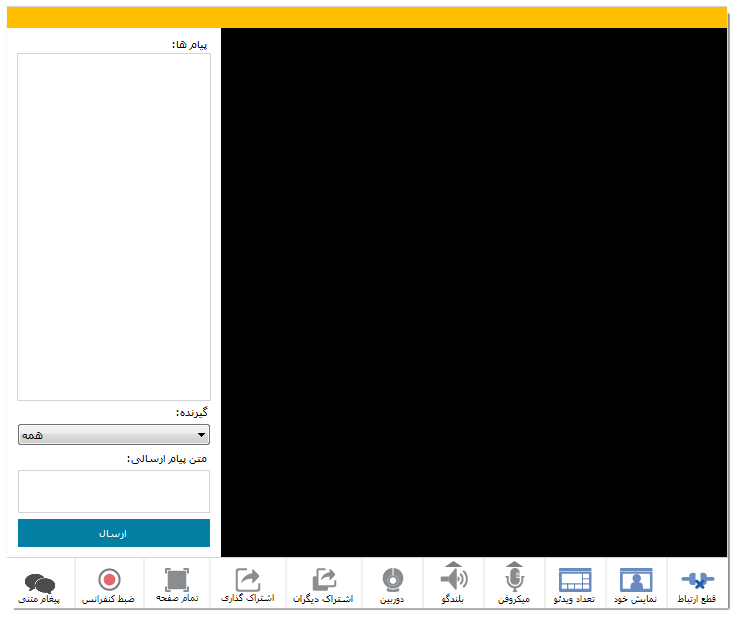 پیام ها:
گیرنده:
همه
متن پیام ارسالی:
ارسال
قطع ارتباط
نمایش خود
تعداد ویدئو
میکروفن
بلندگو
دوربین
اشتراک دیگران
اشتراک گذاری
تمام صفحه
ضبط کنفرانس
پیغام متنی